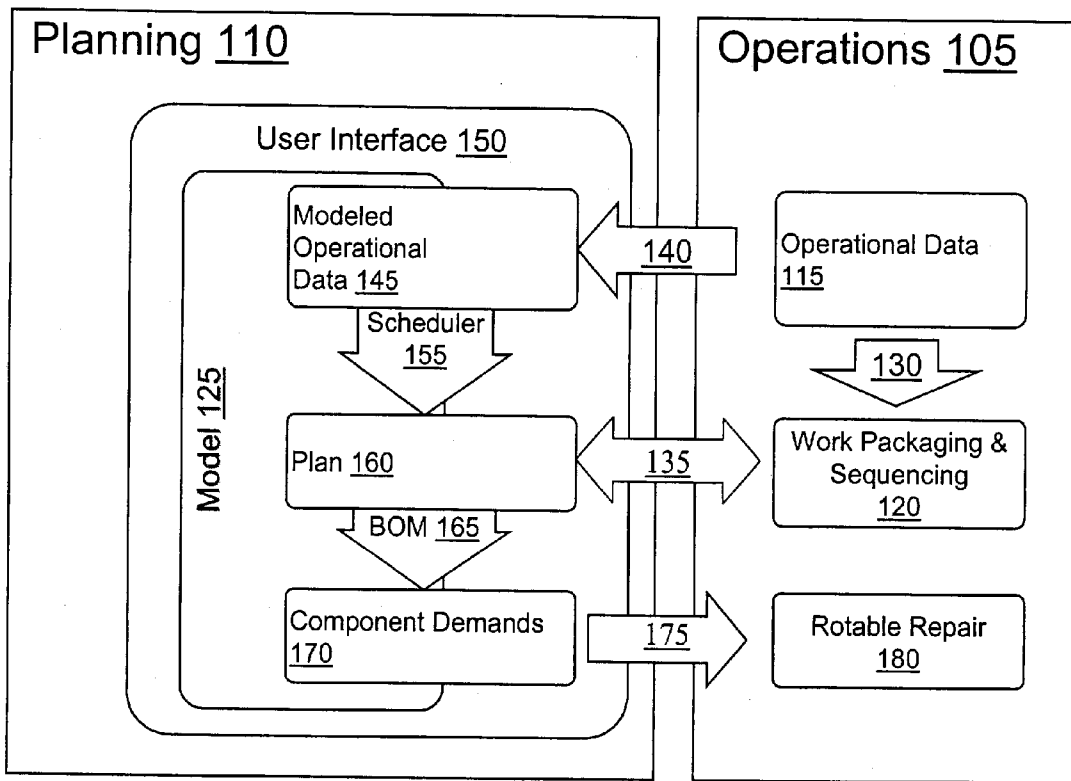 Planning 110
Operations 105
User Interface 150
Modeled
Operational
Data 145
140
Operational Data
115
Scheduler
155
130
Model 125
Plan 160
135
Work Packaging &
Sequencing
120
BOM 165
Component Demands
170
175
Rotable Repair
180